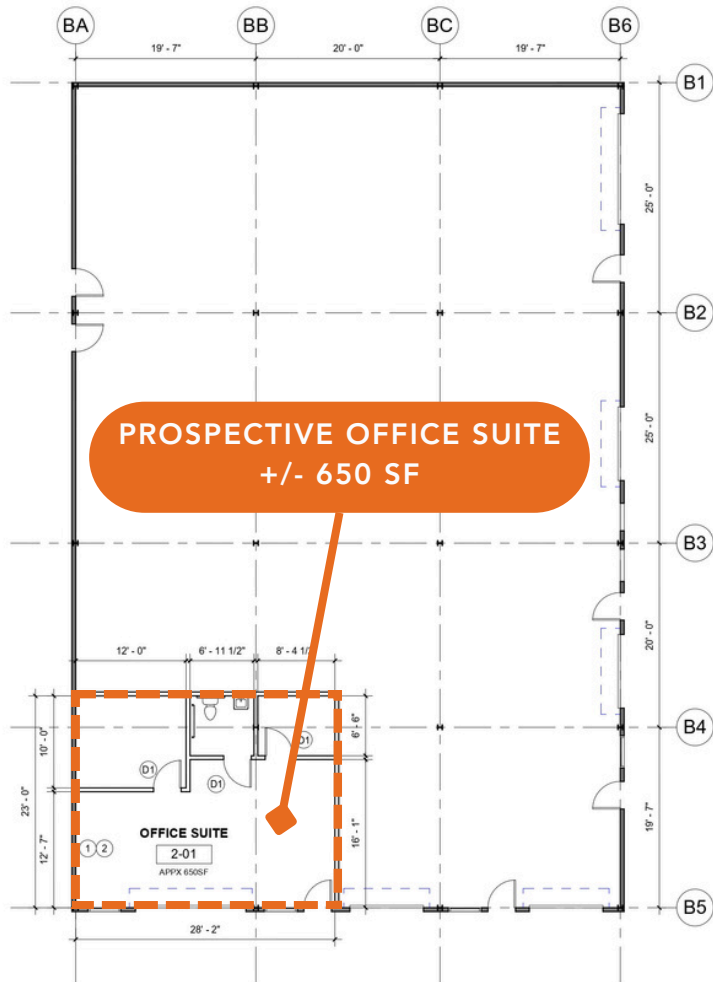 BA
BB
BC
B6
19' - 7"
20' - 0"
19' - 7"
B1
25' - 0"
B2
25' - 0"
PROSPECTIVE OFFICE SUITE
+/- 650 SF
B3
20' - 0"
12' - 0"
6' - 11 1/2"
8' - 4 1/2"
B4
10' - 0"
6' - 6"
D1
D1
D1
23' - 0"
12' - 7"
16' - 1"
19' - 7"
OFFICE SUITE
1
2
2-01
APPX 650SF
B5
28' - 2"